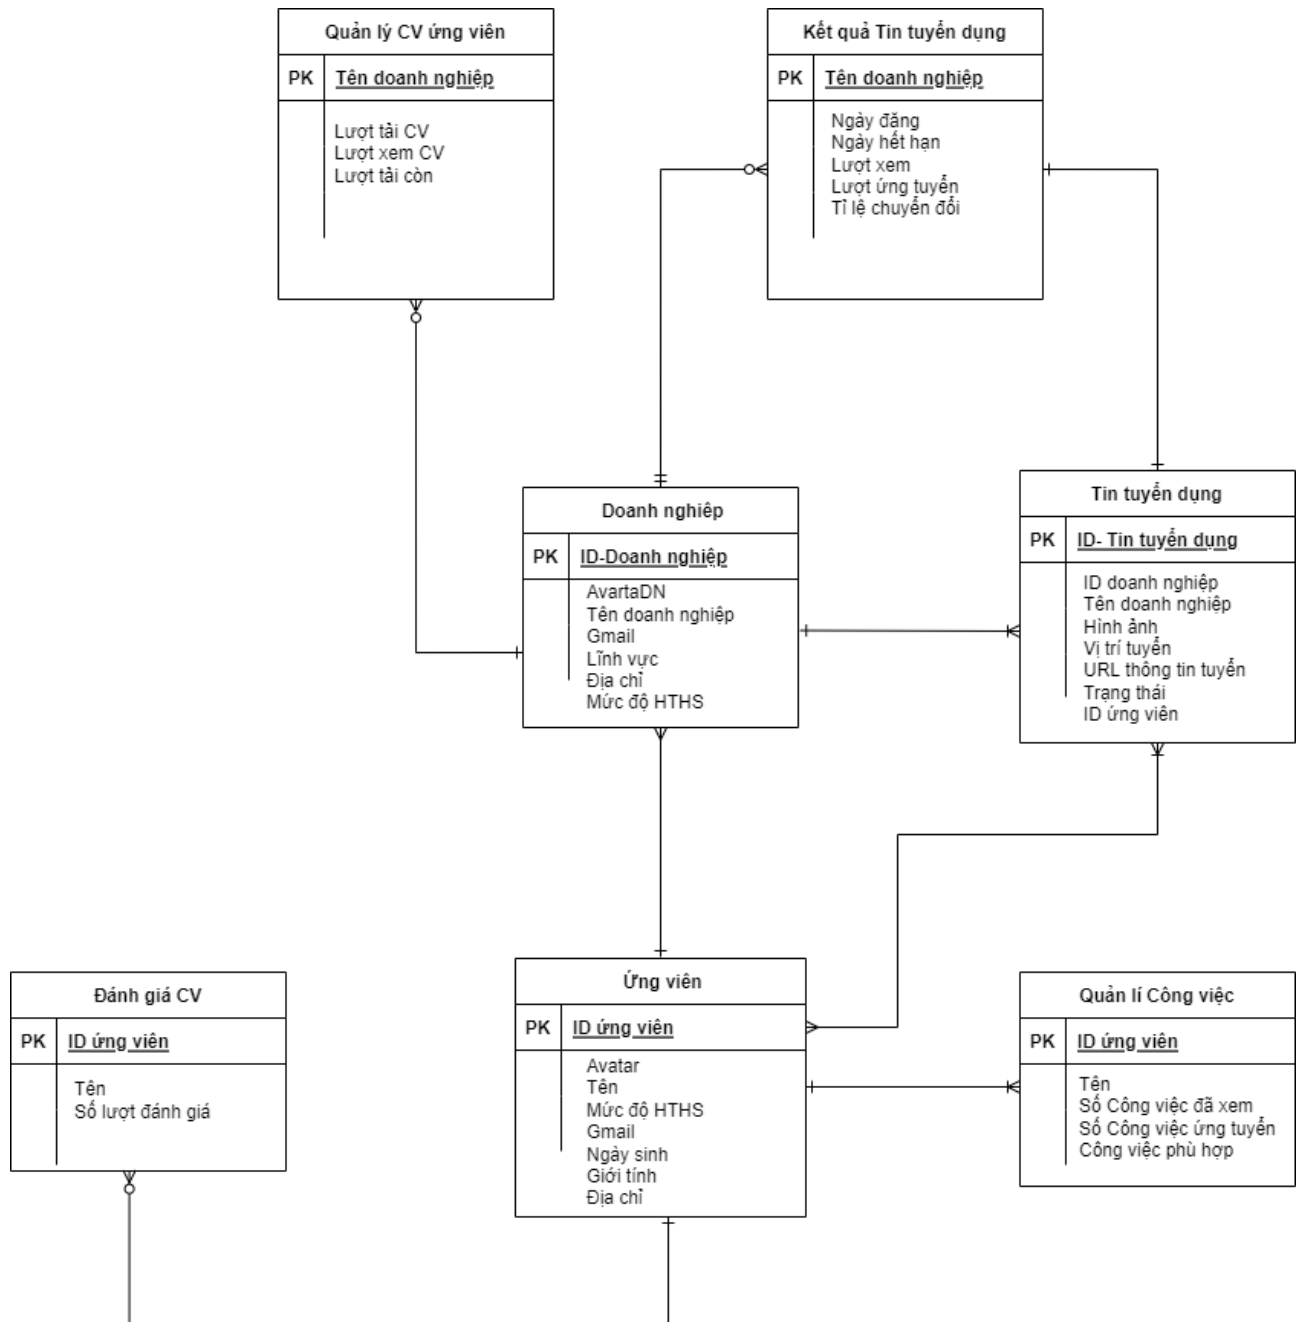 Quản lý CV ứng viên
PK Tên doanh nghiệp
Lượt tải CV
Lượt xem CV
Lượt tải còn
Kết quả Tin tuyển dụng
PK Tên doanh nghiệp
Ngày đăng
Ngày hết hạn
Lượt xem
Lượt ứng tuyển
Tỉ lệ chuyển đổi
Doanh nghiêp
PK ID-Doanh nghiệp
AvartaDN
Tên doanh nghiệp
Gmail
Lĩnh vực
Địa chỉ
Mức độ HTHS
Tin tuyển dụng
PK ID- Tin tuyển dụng
ID doanh nghiệp
Tên doanh nghiệp
Hình ảnh
Vị trí tuyển
URL thông tin tuyển
Trạng thái
ID ứng viên
Đánh giá CV
PK ID ứng viên
Tên
Số lượt đánh giá
Ứng viên
PK ID ứng viên
Avatar
Tên
Mức độ HTHS
Gmail
Ngày sinh
Giới tính
Địa chỉ
Quản lí Công việc
PK ID ứng viên
Tên
Số Công việc đã xem
Số Công việc ứng tuyển
Công việc phù hợp